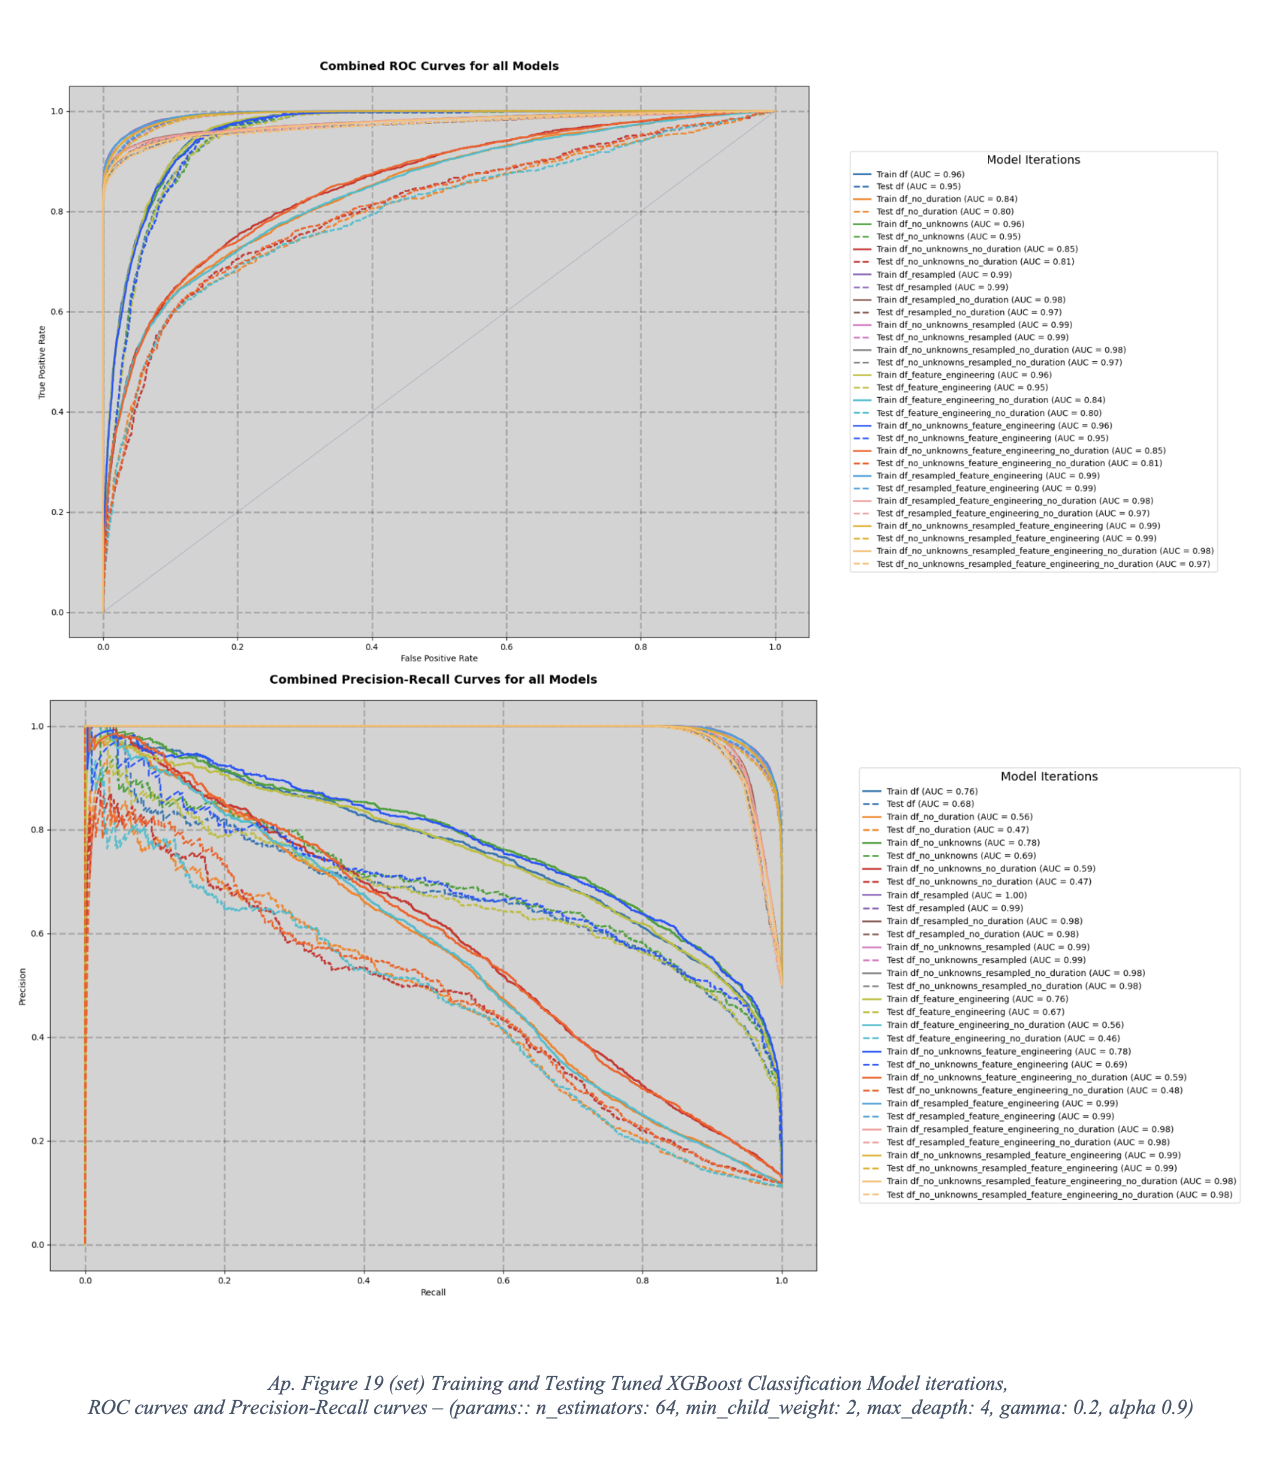 Combined ROC Curves for all Models
1.0
0.8
0.6
0.4
0.2
0.0
True Positive Rate
0.0 0.2 0.4 0.6 0.8 1.0
False Positive Rate
Model Iterations
Train df (AUC = 0.96)
Test df (AUC = 0.95)
Train df_no_duration (AUC = 0.84)
Test df_no_duration (AUC = 0.80)
Train df_no_unknowns (AUC = 0.96)
Test df_no_unknowns (AUC = 0.95)
Train df_no_unknowns_no_duration (AUC = 0.85)
Test df_no_unknowns_no_duration (AUC = 0.81)
Train df_resampled (AUC = 0.99)
Test df_resampled (AUC = 0.99)
Train df_resampled_no_duration (AUC = 0.98)
Test df_resampled_no_duration (AUC = 0.97)
Train df_no_unknowns_resampled (AUC = 0.99)
Test df_no_unknowns_resampled (AUC = 0.99)
Train df_no_unknowns_resampled_no_duration (AUC = 0.98)
Test df_no_unknowns_resampled_no_duration (AUC = 0.97)
Train df_feature_engineering (AUC = 0.96)
Test df_feature_engineering (AUC = 0.95)
Train df_feature_engineering_no_duration (AUC = 0.84)
Test df_feature_engineering_no_duration (AUC = 0.80)
Train df_no_unknowns_feature_engineering (AUC = 0.96)
Test df_no_unknowns_feature_engineering (AUC = 0.95)
Train df_no_unknowns_feature_engineering_no_duration (AUC = 0.85)
Test df_no_unknowns_feature_engineering_no_duration (AUC = 0.81)
Train df_resampled_feature_engineering (AUC = 0.99)
Test df_resampled_feature_engineering (AUC = 0.99)
Train df_resampled_feature_engineering_no_duration (AUC = 0.98)
Test df_resampled_feature_engineering_no_duration (AUC = 0.97)
Train df_no_unknowns_resampled_feature_engineering (AUC = 0.99)
Test df_no_unknowns_resampled_feature_engineering (AUC = 0.99)
Train df_no_unknowns_resampled_feature_engineering_no_duration (AUC = 0.98)
Test df_no_unknowns_resampled_feature_engineering_no_duration (AUC = 0.97)
Combined Precision-Recall Curves for all Models
1.0
0.8
0.6
0.4
0.2
0.0
Precision
0.0 0.2 0.4 0.6 0.8 1.0
Recall
Model Iterations
Train df (AUC = 0.76)
Test df (AUC = 0.68)
Train df_no_duration (AUC = 0.56)
Test df_no_duration (AUC = 0.47)
Train df_no_unknowns (AUC = 0.78)
Test df_no_unknowns (AUC = 0.69)
Train df_no_unknowns_no_duration (AUC = 0.59)
Test df_no_unknowns_no_duration (AUC = 0.47)
Train df_resampled (AUC = 1.00)
Test df_resampled (AUC = 0.99)
Train df_resampled_no_duration (AUC = 0.98)
Test df_resampled_no_duration (AUC = 0.98)
Train df_no_unknowns_resampled (AUC = 0.99)
Test df_no_unknowns_resampled (AUC = 0.99)
Train df_no_unknowns_resampled_no_duration (AUC = 0.98)
Test df_no_unknowns_resampled_no_duration (AUC = 0.98)
Train df_feature_engineering (AUC = 0.76)
Test df_feature_engineering (AUC = 0.67)
Train df_feature_engineering_no_duration (AUC = 0.56)
Test df_feature_engineering_no_duration (AUC = 0.46)
Train df_no_unknowns_feature_engineering (AUC = 0.78)
Test df_no_unknowns_feature_engineering (AUC = 0.69)
Train df_no_unknowns_feature_engineering_no_duration (AUC = 0.59)
Test df_no_unknowns_feature_engineering_no_duration (AUC = 0.48)
Train df_resampled_feature_engineering (AUC = 0.99)
Test df_resampled_feature_engineering (AUC = 0.99)
Train df_resampled_feature_engineering_no_duration (AUC = 0.98)
Test df_resampled_feature_engineering_no_duration (AUC = 0.98)
Train df_no_unknowns_resampled_feature_engineering (AUC = 0.99)
Test df_no_unknowns_resampled_feature_engineering (AUC = 0.99)
Train df_no_unknowns_resampled_feature_engineering_no_duration (AUC = 0.98)
Test df_no_unknowns_resampled_feature_engineering_no_duration (AUC = 0.98)
Ap. Figure 19 (set) Training and Testing Tuned XGBoost Classification Model iterations,
ROC curves and Precision-Recall curves – (params:: n_estimators: 64, min_child_weight: 2, max_deapth: 4, gamma: 0.2, alpha 0.9)